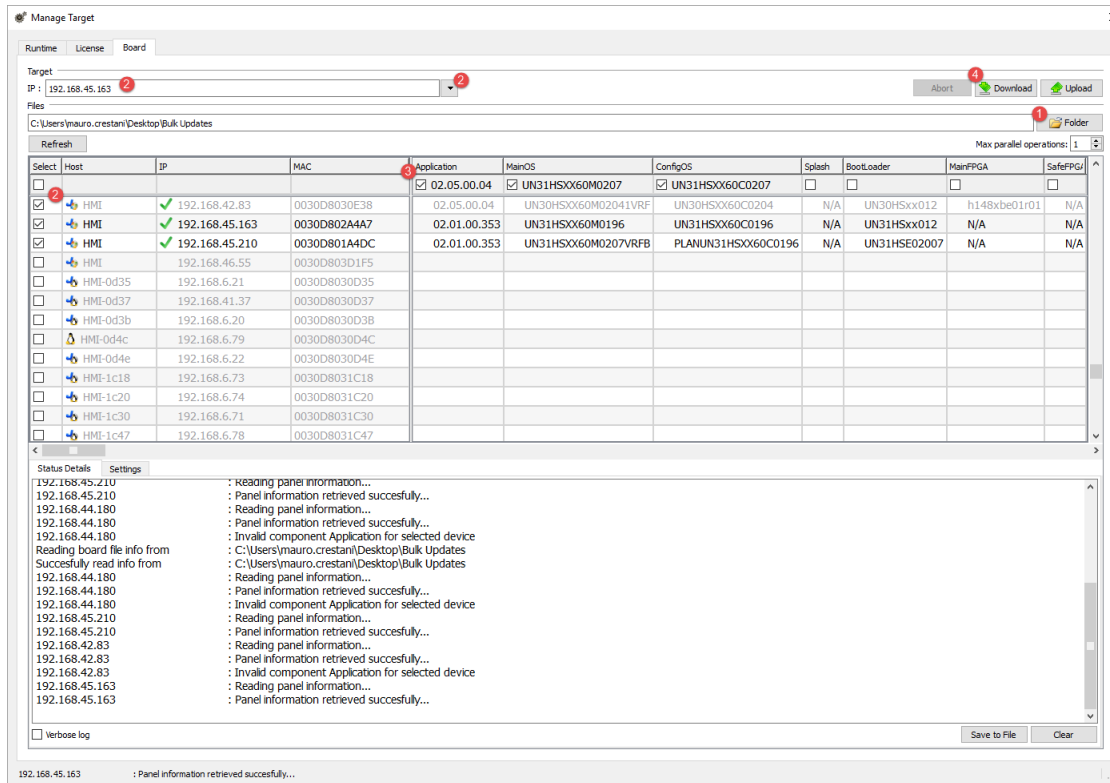 Manage Target
Runtime License Board
Target
IP : 192.168.45.163 2 2
4
Abort Download Upload
Files
C:\Users\mauro.crestani\Desktop\Bulk Updates 1 Folder
Refresh Max parallel operations: 1
Select Host IP MAC 3 Application MainOS ConfigOS Splash BootLoader MainFPGA SafeFPGA
02.05.00.04 UN31HSXX60M0207 UN31HSXX60C0207
2
HMI 192.168.42.83 0030D8030E38 02.05.00.04 UN30HSXX60M02041VRF UN30HSXX60C0204 N/A UN30HSxx012 h148xbe01r01 N/A
HMI 192.168.45.163 0030D802A4A7 02.01.00.353 UN31HSXX60M0196 UN31HSXX60C0196 N/A UN31HSxx012 N/A N/A
HMI 192.168.45.210 0030D801A4DC 02.01.00.353 UN31HSXX60M0207VRFB PLANUN31HSXX60C0196 N/A UN31HSE02007 N/A N/A
HMI 192.168.46.55 0030D803D1F5
HMI-0d35 192.168.6.21 0030D8030D35
HMI-0d37 192.168.41.37 0030D8030D37
HMI-0d3b 192.168.6.20 0030D8030D3B
HMI-0d4c 192.168.6.79 0030D8030D4C
HMI-0d4e 192.168.6.22 0030D8030D4E
HMI-1c18 192.168.6.73 0030D8031C18
HMI-1c20 192.168.6.74 0030D8031C20
HMI-1c30 192.168.6.71 0030D8031C30
HMI-1c47 192.168.6.78 0030D8031C47
Status Details Settings
192.168.45.210 : Reading panel information...
192.168.45.210 : Panel information retrieved succesfully...
192.168.44.180 : Reading panel information...
192.168.44.180 : Panel information retrieved succesfully...
192.168.44.180 : Invalid component Application for selected device
Reading board file info from : C:\Users\mauro.crestani\Desktop\Bulk Updates
Succesfully read info from : C:\Users\mauro.crestani\Desktop\Bulk Updates
192.168.44.180 : Reading panel information...
192.168.44.180 : Panel information retrieved succesfully...
192.168.44.180 : Invalid component Application for selected device
192.168.45.210 : Reading panel information...
192.168.45.210 : Panel information retrieved succesfully...
192.168.42.83 : Reading panel information...
192.168.42.83 : Panel information retrieved succesfully...
192.168.42.83 : Invalid component Application for selected device
192.168.45.163 : Reading panel information...
192.168.45.163 : Panel information retrieved succesfully...
Verbose log Save to File Clear
192.168.45.163 : Panel information retrieved succesfully...